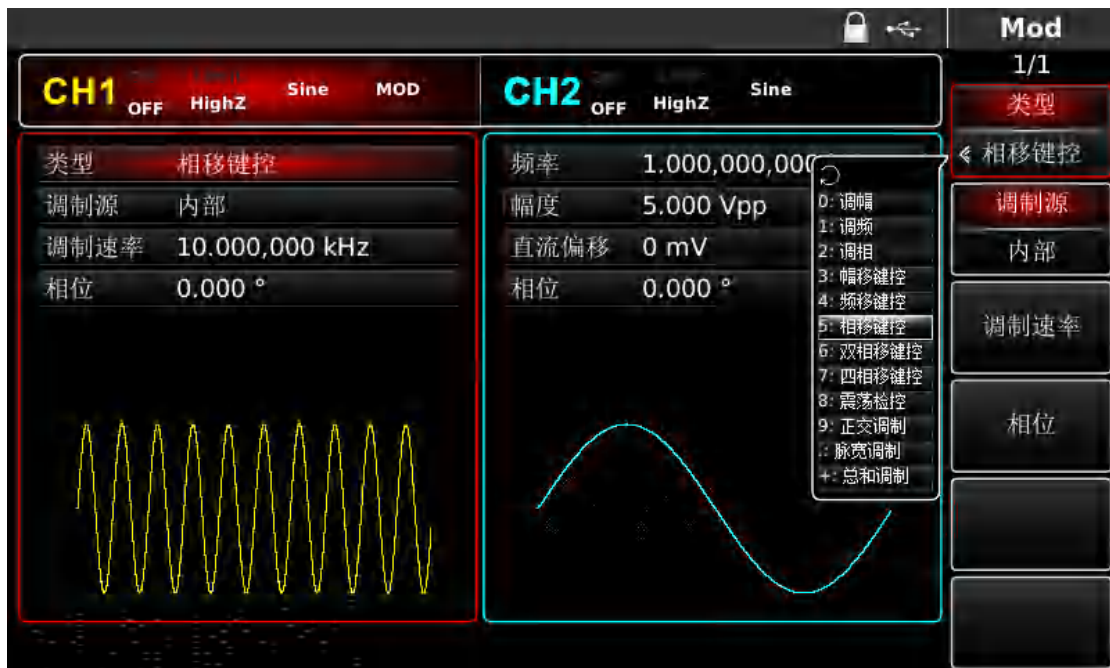 Mod
1/1
CH1 OFF HighZ Sine MOD
CH2 OFF HighZ Sine
类型
相移键控
类型 相移键控
调制源 内部
调制速率 10.000,000 kHz
相位 0.000 °
频率 1.000,000,000
幅度 5.000 Vpp
直流偏移 0 mV
相位 0.000 °
0: 调幅
1: 调频
2: 调相
3: 幅移键控
4: 频移键控
5: 相移键控
6: 双相移键控
7: 四相移键控
8: 震荡检控
9: 正交调制
.: 脉宽调制
+: 总和调制
调制源
内部
调制速率
相位